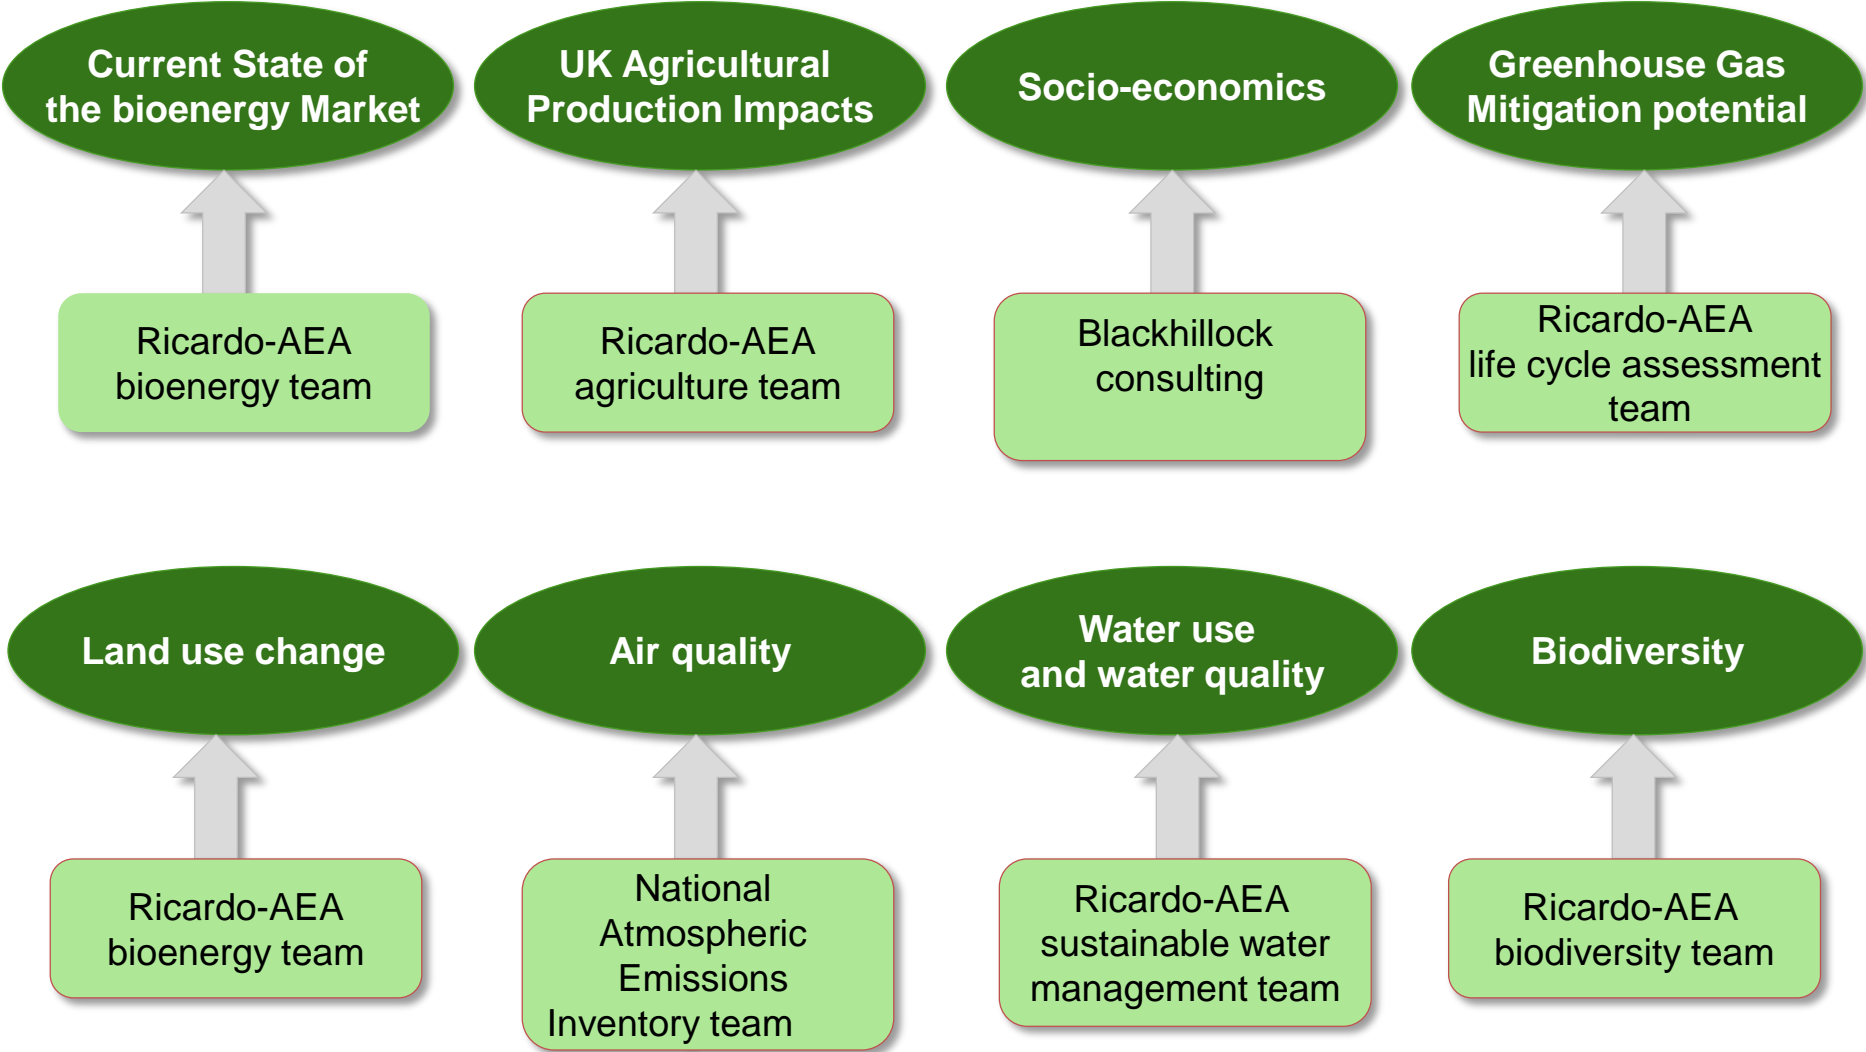 Current State of
the bioenergy Market
UK Agricultural
Production Impacts
Socio-economics
Greenhouse Gas
Mitigation potential
Ricardo-AEA
bioenergy team
Ricardo-AEA
agriculture team
Blackhillock
consulting
Ricardo-AEA
life cycle assessment
team
Land use change
Air quality
Water use
and water quality
Biodiversity
Ricardo-AEA
bioenergy team
National
Atmospheric
Emissions
Inventory team
Ricardo-AEA
sustainable water
management team
Ricardo-AEA
biodiversity team